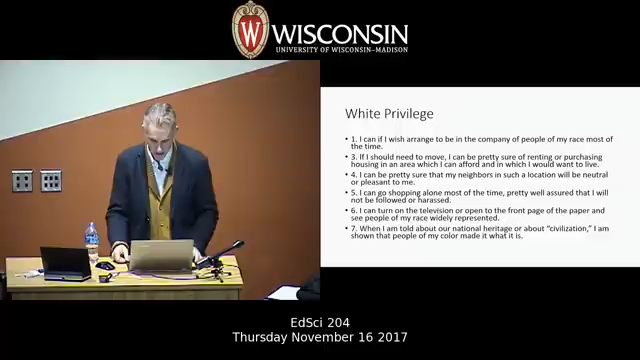 WISCONSIN
UNIVERSITY OF WISCONSIN–MADISON
White Privilege
• 1. I can if I wish arrange to be in the company of people of my race most of
the time.
• 3. If I should need to move, I can be pretty sure of renting or purchasing
housing in an area which I can afford and in which I would want to live.
• 4. I can be pretty sure that my neighbors in such a location will be neutral
or pleasant to me.
• 5. I can go shopping alone most of the time, pretty well assured that I will
not be followed or harassed.
• 6. I can turn on the television or open to the front page of the paper and
see people of my race widely represented.
• 7. When I am told about our national heritage or about “civilization,” I am
shown that people of my color made it what it is.
EdSci 204
Thursday November 16 2017